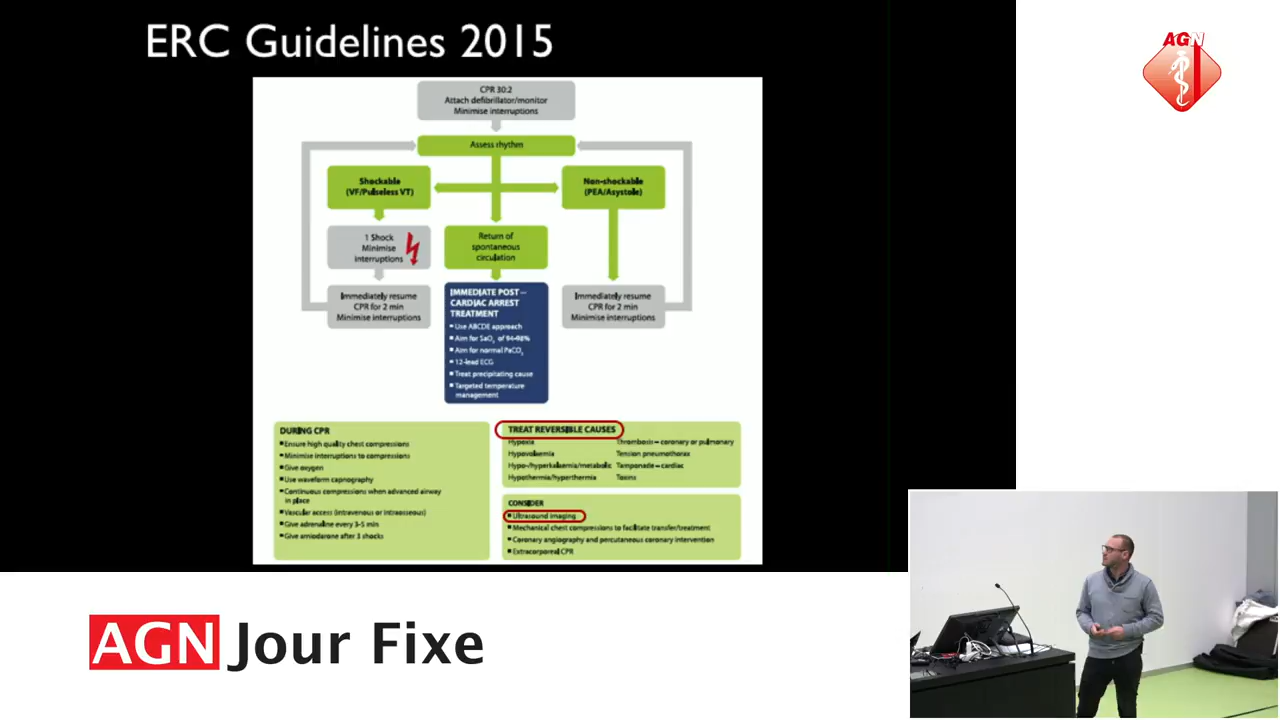 ERC Guidelines 2015
AGN
CPR 30:2
Attach defibrillator/monitor
Minimise interruptions
Assess rhythm
Shockable
(VF/Pulseless VT)
Non-shockable
(PEA/Asystole)
1 Shock
Minimise
interruptions
Return of
spontaneous
circulation
Immediately resume
CPR for 2 min
Minimise interruptions
IMMEDIATE POST–
CARDIAC ARREST
TREATMENT
Use ABCDE approach
Aim for SaO2 of 94-98%
Aim for normal PaCO2
12-lead ECG
Treat precipitating cause
Targeted temperature
management
Immediately resume
CPR for 2 min
Minimise interruptions
DURING CPR
Ensure high quality chest compressions
Minimise interruptions to compressions
Give oxygen
Use waveform capnography
Continuous compressions when advanced airway
in place
Vascular access (intravenous or intraosseous)
Give adrenaline every 3-5 min
Give amiodarone after 3 shocks
TREAT REVERSIBLE CAUSES
Hypoxia Thrombosis – coronary or pulmonary
Hypovolaemia Tension pneumothorax
Hypo-/hyperkalaemia/metabolic Tamponade – cardiac
Hypothermia/hyperthermia Toxins
CONSIDER
Ultrasound imaging
Mechanical chest compressions to facilitate transfer/treatment
Coronary angiography and percutaneous coronary intervention
Extracorporeal CPR
AGN Jour Fixe